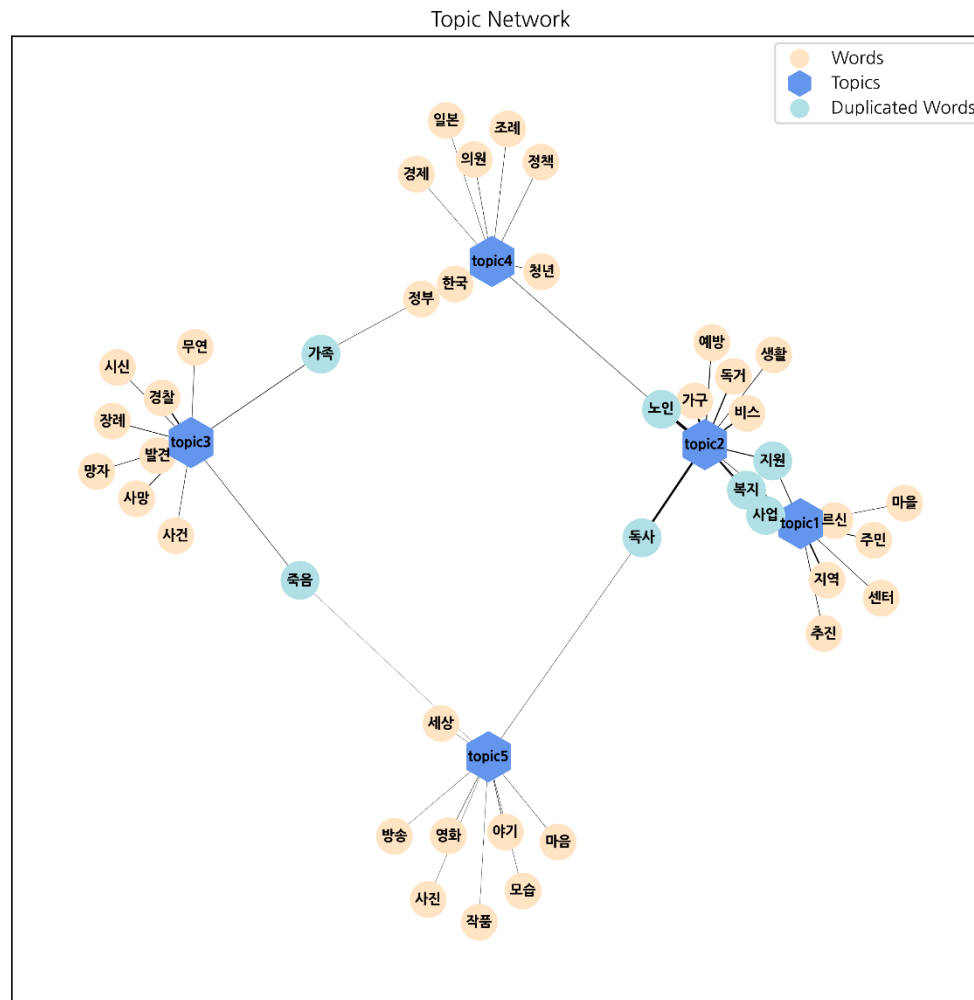 Topic Network
Words
Topics
Duplicated Words
일본
조례
의원
정책
경제
topic4
청년
한국
정부
가족
무연
시신
경찰
장례
topic3
발견
망자
사망
사건
예방
생활
독거
가구
노인
비스
topic2
지원
복지
사업
topic1
르신
마을
주민
지역
센터
추진
독사
죽음
세상
topic5
방송
영화
야기
마음
사진
모습
작품